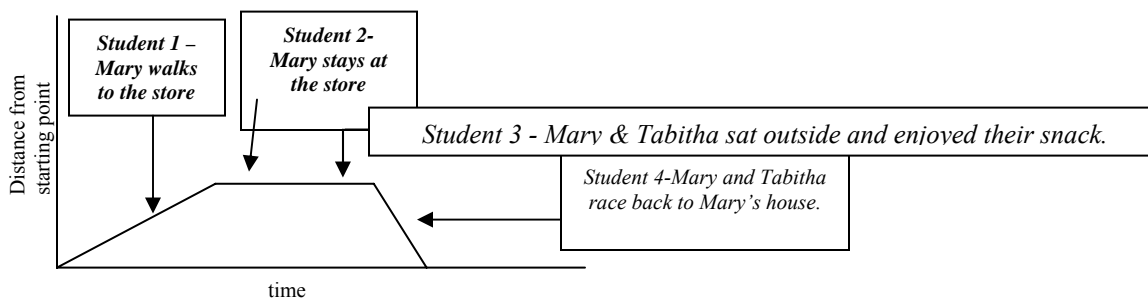 Student 1 –
Mary walks
to the store
Student 2-
Mary stays at
the store
Student 3 - Mary & Tabitha sat outside and enjoyed their snack.
Student 4-Mary and Tabitha
race back to Mary's house.
Distance from
starting point
time